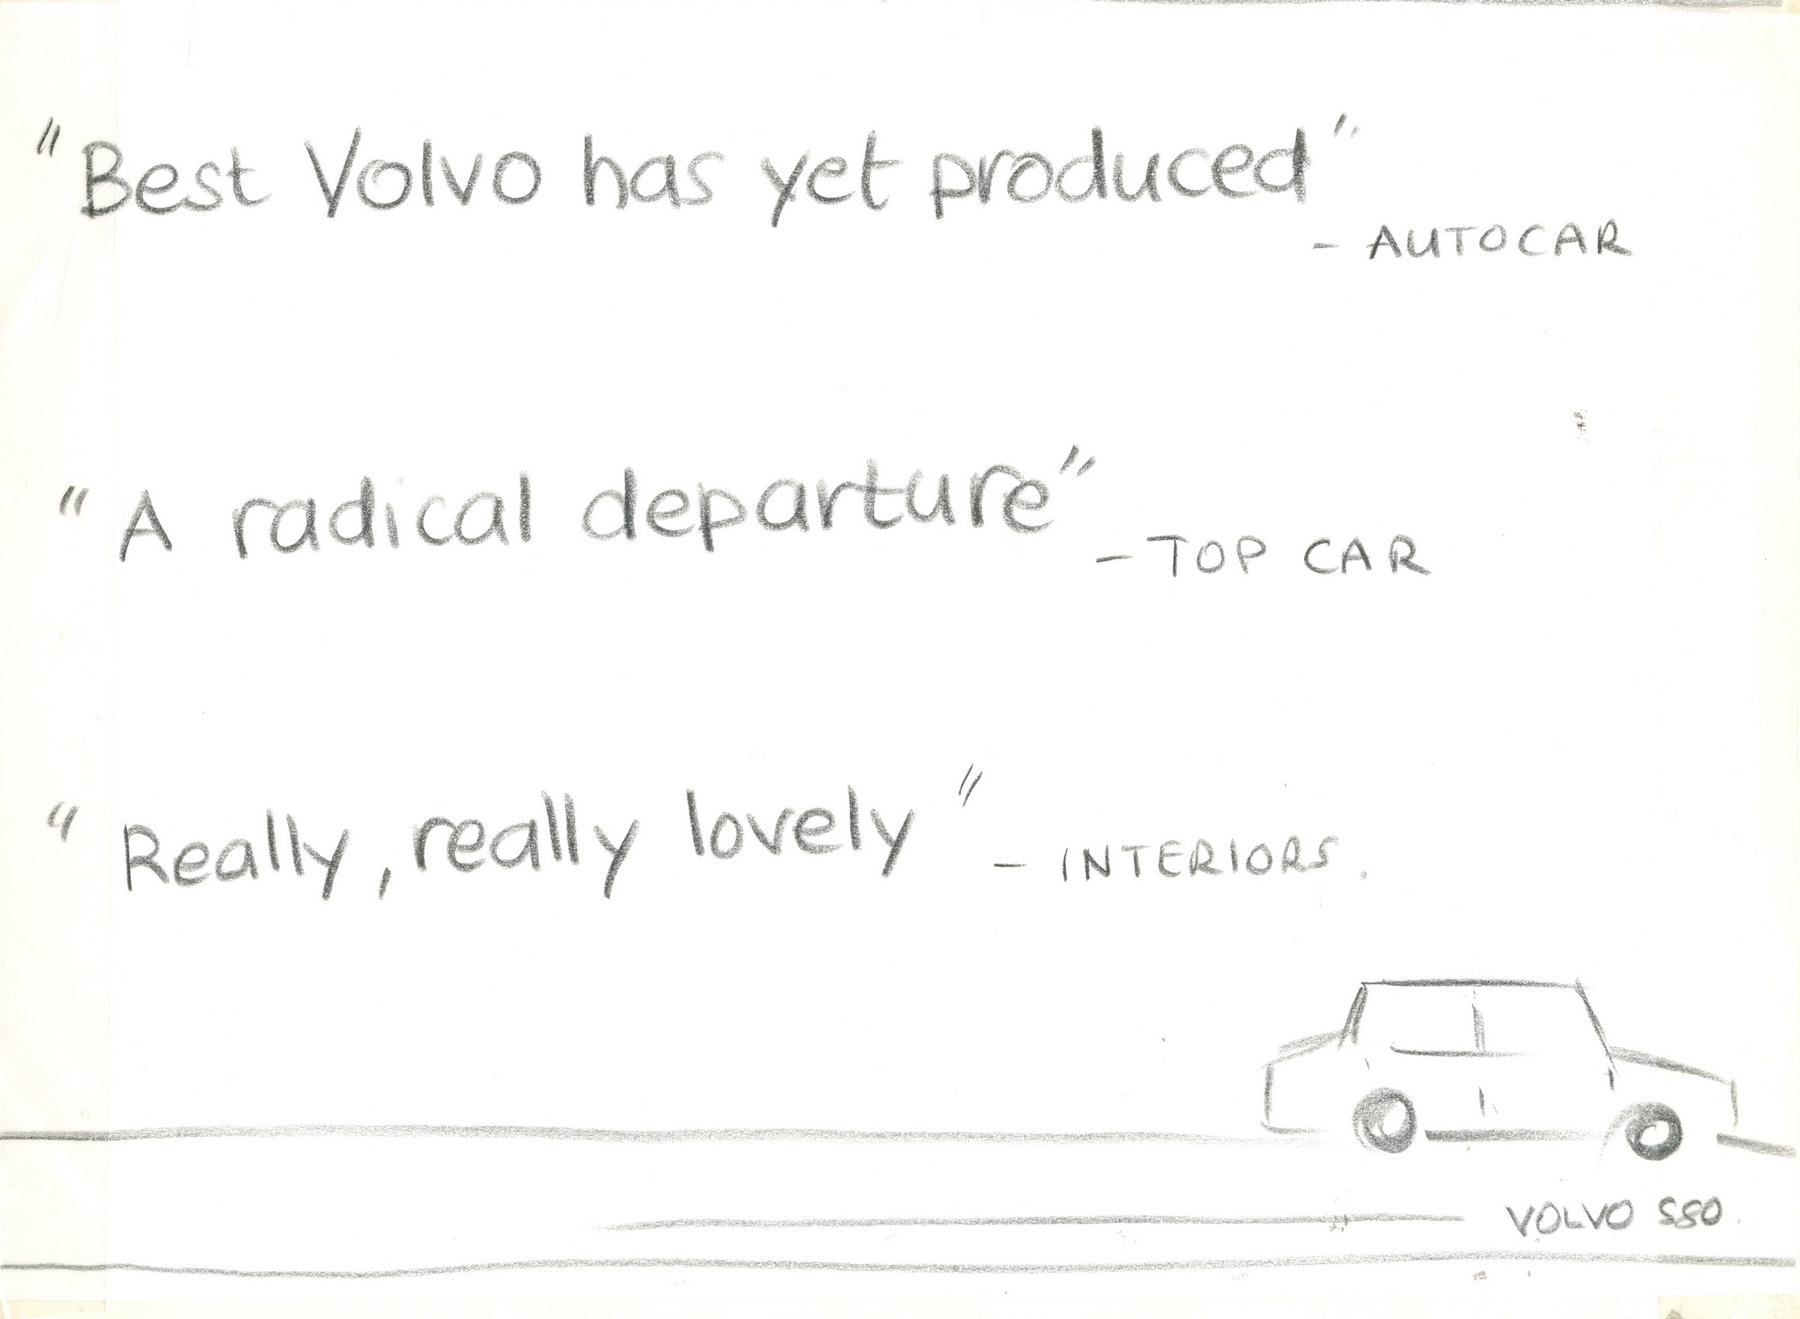 "Best Volvo has yet produced"
- AUTOCAR
"A radical departure"
- TOP CAR
"Really, really lovely"
- INTERIORS.
VOLVO S80.